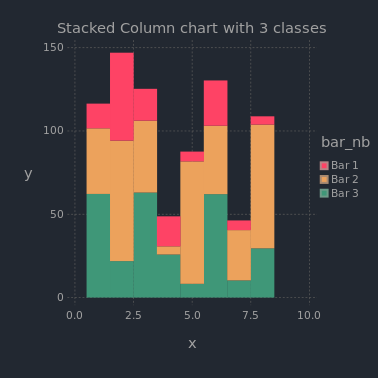 Stacked Column chart with 3 classes
150
100
50
0
y
0.0 2.5 5.0 7.5 10.0
x
bar_nb
Bar 1
Bar 2
Bar 3